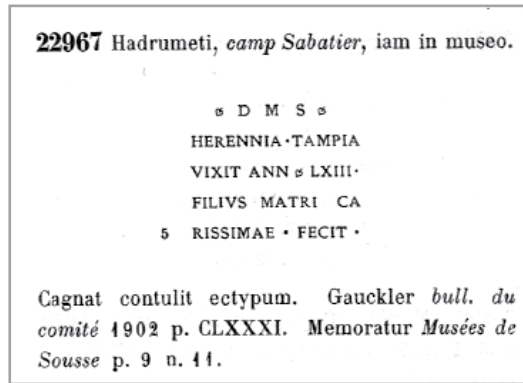 22967 Hadrumeti, camp Sabatier, iam in museo.
D M S
HERENNIA · TAMPIA
VIXIT ANN LXIII ·
FILIVS MATRI CA
5 RISSIMAE · FECIT ·
Cagnat contulit ectypum. Gauckler bull. du
comité 1902 p. CLXXXI. Memoratur Musées de
Sousse p. 9 n. 11.